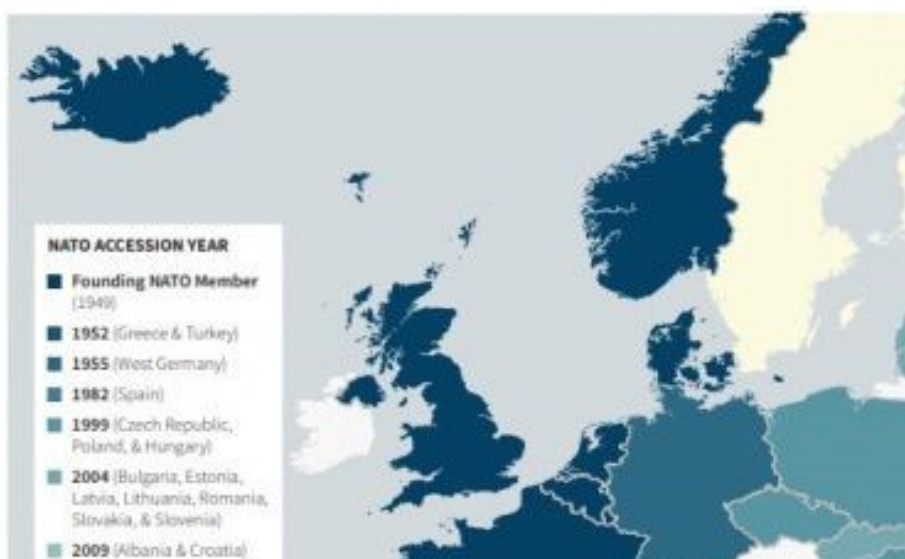 NATO ACCESSION YEAR
Founding NATO Member
(1949)
1952 (Greece & Turkey)
1955 (West Germany)
1982 (Spain)
1999 (Czech Republic,
Poland, & Hungary)
2004 (Bulgaria, Estonia,
Latvia, Lithuania, Romania,
Slovakia, & Slovenia)
2009 (Albania & Croatia)